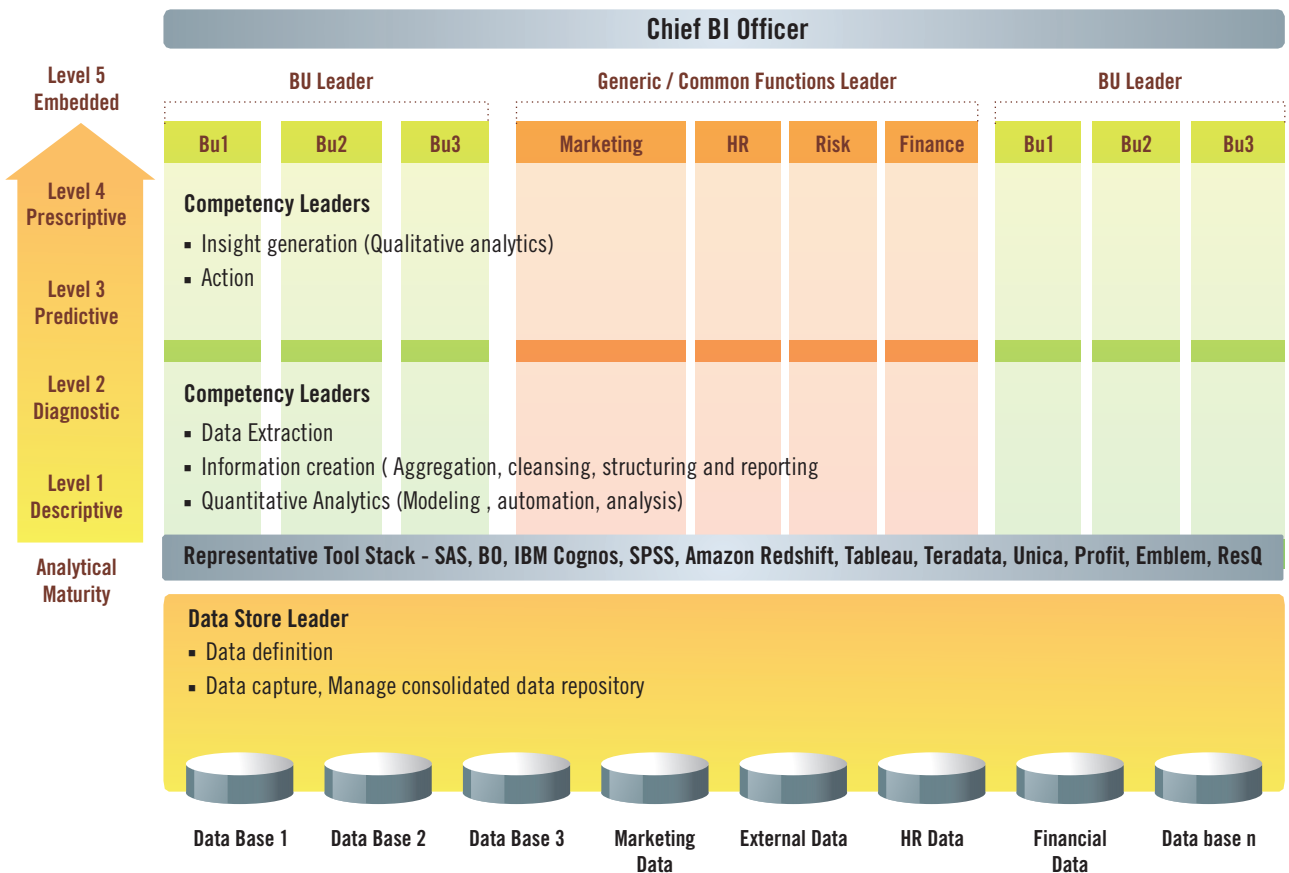 Chief BI Officer
Level 5
Embedded
BU Leader
Generic / Common Functions Leader
BU Leader
Bu1
Bu2
Bu3
Marketing
HR
Risk
Finance
Bu1
Bu2
Bu3
Level 4
Prescriptive
Competency Leaders
▪ Insight generation (Qualitative analytics)
▪ Action
Level 3
Predictive
Level 2
Diagnostic
Competency Leaders
▪ Data Extraction
▪ Information creation ( Aggregation, cleansing, structuring and reporting
▪ Quantitative Analytics (Modeling , automation, analysis)
Level 1
Descriptive
Representative Tool Stack - SAS, BO, IBM Cognos, SPSS, Amazon Redshift, Tableau, Teradata, Unica, Profit, Emblem, ResQ
Analytical
Maturity
Data Store Leader
▪ Data definition
▪ Data capture, Manage consolidated data repository
Data Base 1
Data Base 2
Data Base 3
Marketing
Data
External Data
HR Data
Financial
Data
Data base n